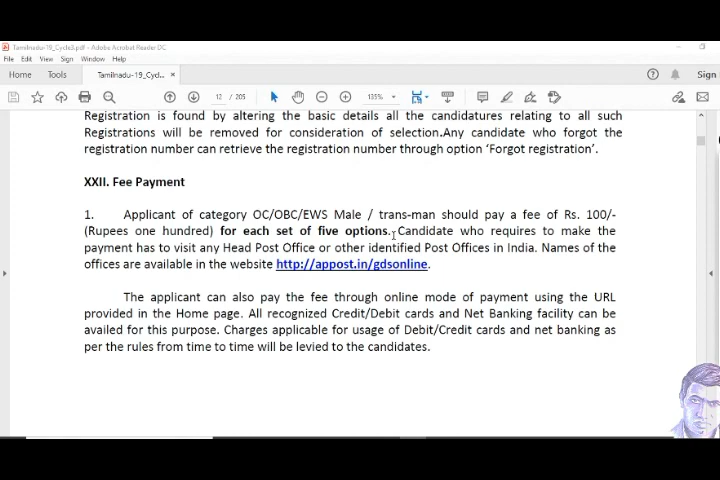 Tamilnadu-19_Cycle3.pdf - Adobe Acrobat Reader DC
File Edit View Sign Window Help
Home Tools Tamilnadu-19_Cycl... × Sign
12 / 205 135%
Registration is found by altering the basic details all the candidatures relating to all such
Registrations will be removed for consideration of selection.Any candidate who forgot the
registration number can retrieve the registration number through option ‘Forgot registration’.
XXII. Fee Payment
1. Applicant of category OC/OBC/EWS Male / trans-man should pay a fee of Rs. 100/-
(Rupees one hundred) for each set of five options. Candidate who requires to make the
payment has to visit any Head Post Office or other identified Post Offices in India. Names of the
offices are available in the website http://appost.in/gdsonline.
The applicant can also pay the fee through online mode of payment using the URL
provided in the Home page. All recognized Credit/Debit cards and Net Banking facility can be
availed for this purpose. Charges applicable for usage of Debit/Credit cards and net banking as
per the rules from time to time will be levied to the candidates.